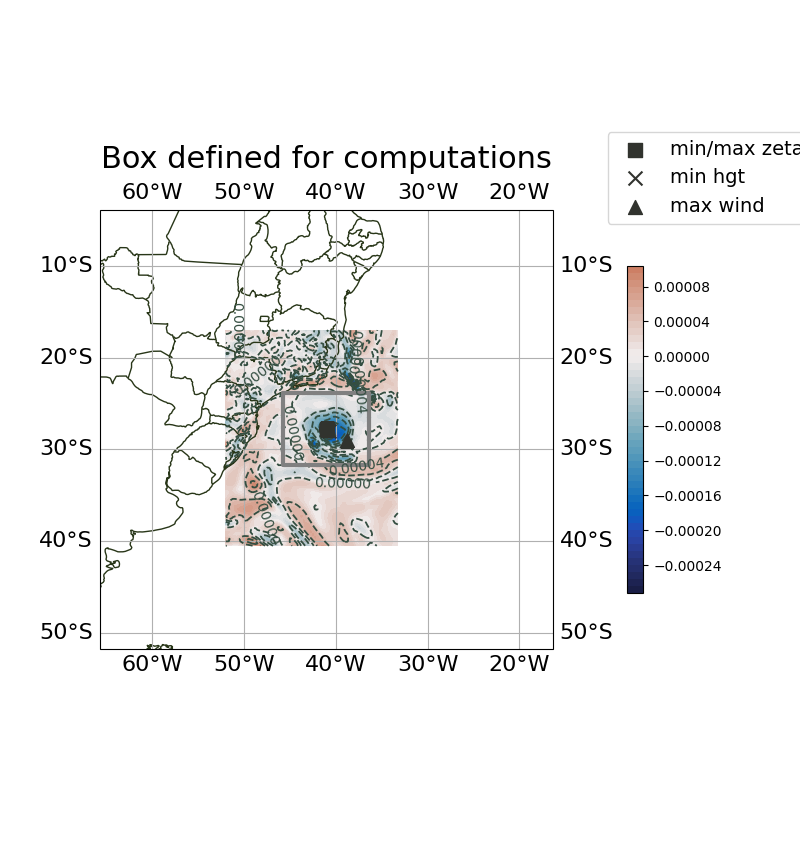 Box defined for computations
60°W 50°W 40°W 30°W 20°W
10°S 10°S
20°S 20°S
30°S 30°S
40°S 40°S
50°S 50°S
60°W 50°W 40°W 30°W 20°W
0.00004
0.00000
min/max zeta
min hgt
max wind
0.00008
0.00004
0.00000
−0.00004
−0.00008
−0.00012
−0.00016
−0.00020
−0.00024